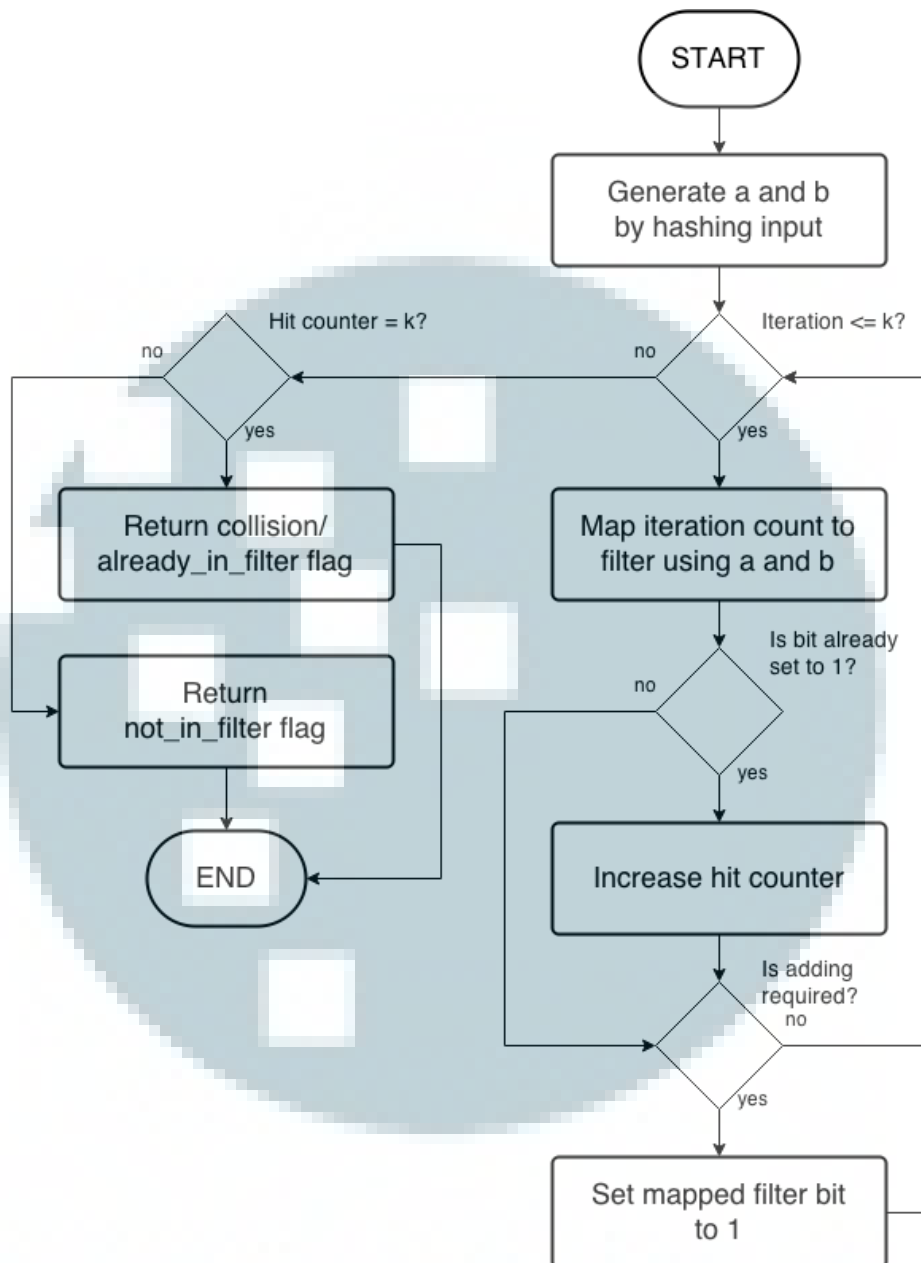 START
Generate a and b
by hashing input
Hit counter = k?
Iteration <= k?
no
no
yes
yes
Return collision/
already_in_filter flag
Map iteration count to
filter using a and b
Is bit already
set to 1?
no
Return
not_in_filter flag
yes
END
Increase hit counter
Is adding
required?
no
yes
Set mapped filter bit
to 1